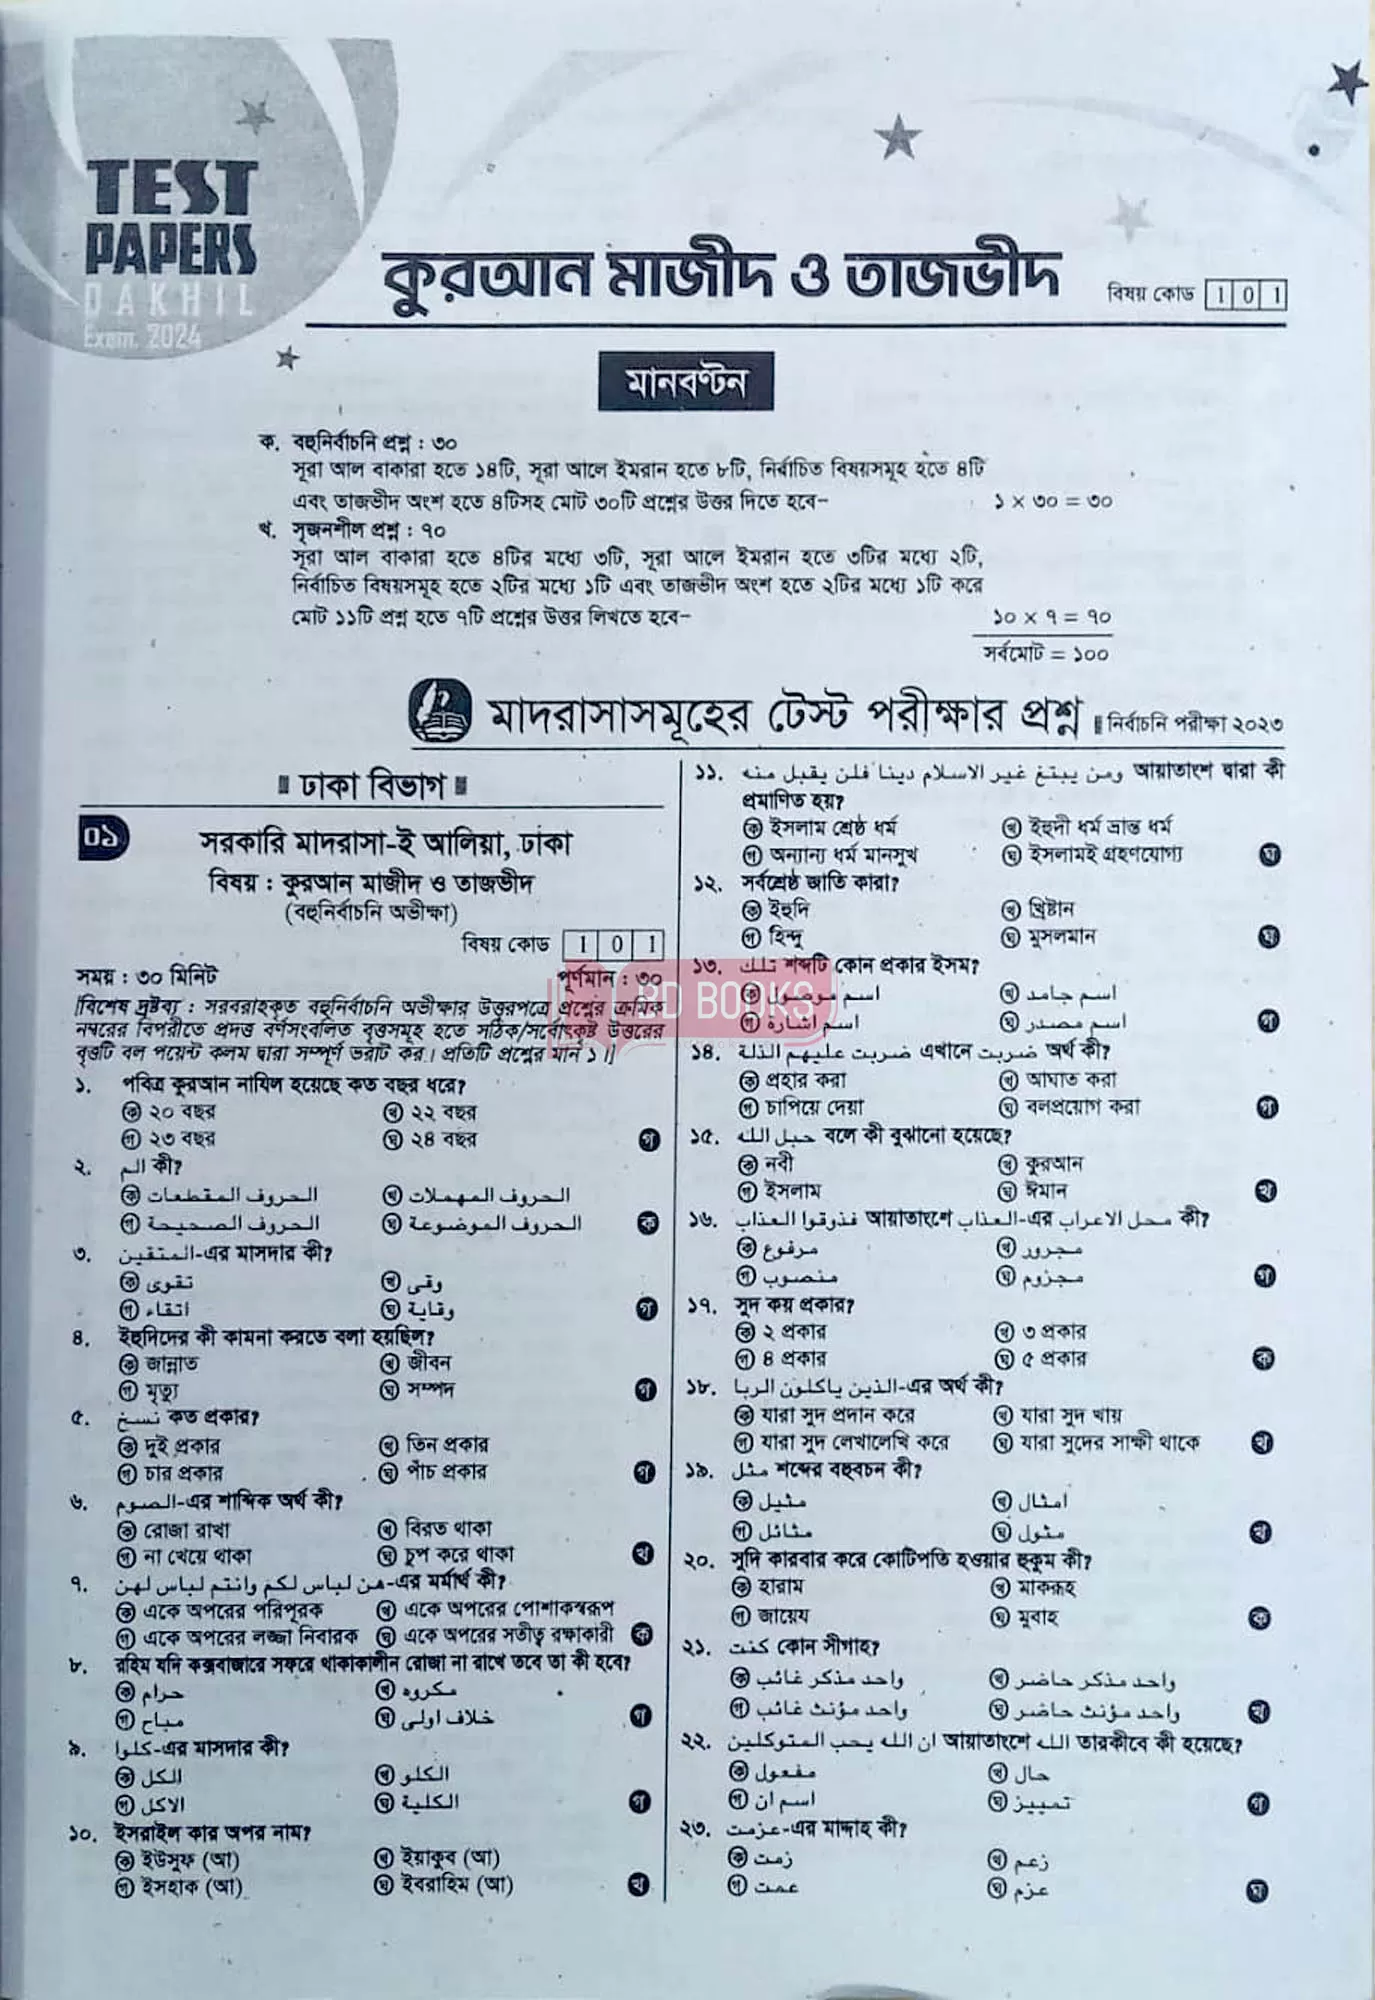 TEST
PAPERS
DAKHIL
Exam. 2024
কুরআন মাজীদ ও তাজভীদ
বিষয় কোড 1 0 1
মানবণ্টন
ক. বহুনির্বাচনি প্রশ্ন : ৩০
সূরা আল বাকারা হতে ১৪টি, সূরা আলে ইমরান হতে ৮টি, নির্বাচিত বিষয়সমূহ হতে ৪টি
এবং তাজভীদ অংশ হতে ৪টিসহ মোট ৩০টি প্রশ্নের উত্তর দিতে হবে– ১ × ৩০ = ৩০
খ. সৃজনশীল প্রশ্ন : ৭০
সূরা আল বাকারা হতে ৪টির মধ্যে ৩টি, সূরা আলে ইমরান হতে ৩টির মধ্যে ২টি,
নির্বাচিত বিষয়সমূহ হতে ২টির মধ্যে ১টি এবং তাজভীদ অংশ হতে ২টির মধ্যে ১টি করে
মোট ১১টি প্রশ্ন হতে ৭টি প্রশ্নের উত্তর লিখতে হবে– ১০ × ৭ = ৭০
সর্বমোট = ১০০
মাদরাসাসমূহের টেস্ট পরীক্ষার প্রশ্ন নির্বাচনি পরীক্ষা ২০২৩
ঢাকা বিভাগ
০১ সরকারি মাদরাসা-ই আলিয়া, ঢাকা
বিষয় : কুরআন মাজীদ ও তাজভীদ
(বহুনির্বাচনি অভীক্ষা)
বিষয় কোড 1 0 1
সময় : ৩০ মিনিট পূর্ণমান : ৩০
[বিশেষ দ্রষ্টব্য : সরবরাহকৃত বহুনির্বাচনি অভীক্ষার উত্তরপত্রে প্রশ্নের ক্রমিক
নম্বরের বিপরীতে প্রদত্ত বর্ণসংবলিত বৃত্তসমূহ হতে সঠিক/সর্বোৎকৃষ্ট উত্তরের
বৃত্তটি বল পয়েন্ট কলম দ্বারা সম্পূর্ণ ভরাট কর। প্রতিটি প্রশ্নের মান ১।]
১. পবিত্র কুরআন নাযিল হয়েছে কত বছর ধরে?
ক ২০ বছর খ ২২ বছর
গ ২৩ বছর ঘ ২৪ বছর গ
২. الم কী?
ক الحروف المقطعات খ الحروف المهملات
গ الحروف الصحيحة ঘ الحروف الموضوعة ক
৩. المتقين-এর মাসদার কী?
ক تقوى খ وقى
গ اتقاء ঘ وقاية গ
৪. ইহুদিদের কী কামনা করতে বলা হয়েছিল?
ক জান্নাত খ জীবন
গ মৃত্যু ঘ সম্পদ গ
৫. نسخ কত প্রকার?
ক দুই প্রকার খ তিন প্রকার
গ চার প্রকার ঘ পাঁচ প্রকার গ
৬. الصوم-এর শাব্দিক অর্থ কী?
ক রোজা রাখা খ বিরত থাকা
গ না খেয়ে থাকা ঘ চুপ করে থাকা খ
৭. هن لباس لكم وانتم لباس لهن-এর মর্মার্থ কী?
ক একে অপরের পরিপূরক খ একে অপরের পোশাকস্বরূপ
গ একে অপরের লজ্জা নিবারক ঘ একে অপরের সতীত্ব রক্ষাকারী ক
৮. রহিম যদি কক্সবাজারে সফরে থাকাকালীন রোজা না রাখে তবে তা কী হবে?
ক حرام খ مكروه
গ مباح ঘ خلاف اولى গ
৯. كلوا-এর মাসদার কী?
ক الكل খ الكلو
গ الاكل ঘ الكلية গ
১০. ইসরাইল কার অপর নাম?
ক ইউসুফ (আ) খ ইয়াকুব (আ)
গ ইসহাক (আ) ঘ ইবরাহিম (আ) খ
১১. ومن يبتغ غير الاسلام دينا فلن يقبل منه আয়াতাংশ দ্বারা কী
প্রমাণিত হয়?
ক ইসলাম শ্রেষ্ঠ ধর্ম খ ইহুদী ধর্ম ভ্রান্ত ধর্ম
গ অন্যান্য ধর্ম মানসুখ ঘ ইসলামই গ্রহণযোগ্য ঘ
১২. সর্বশ্রেষ্ঠ জাতি কারা?
ক ইহুদি খ খ্রিষ্টান
গ হিন্দু ঘ মুসলমান ঘ
১৩. تلك শব্দটি কোন প্রকার ইসম?
ক اسم موصول খ اسم جامد
গ اسم اشارة ঘ اسم مصدر গ
BD BOOKS
১৪. ضربت عليهم الذلة এখানে ضربت অর্থ কী?
ক প্রহার করা খ আঘাত করা
গ চাপিয়ে দেয়া ঘ বলপ্রয়োগ করা গ
১৫. حبل الله বলে কী বুঝানো হয়েছে?
ক নবী খ কুরআন
গ ইসলাম ঘ ঈমান খ
১৬. فذوقوا العذاب আয়াতাংশে العذاب-এর محل الاعراب কী?
ক مرفوع খ مجرور
গ منصوب ঘ مجزوم গ
১৭. সুদ কয় প্রকার?
ক ২ প্রকার খ ৩ প্রকার
গ ৪ প্রকার ঘ ৫ প্রকার ক
১৮. الذين ياكلون الربا-এর অর্থ কী?
ক যারা সুদ প্রদান করে খ যারা সুদ খায়
গ যারা সুদ লেখালেখি করে ঘ যারা সুদের সাক্ষী থাকে খ
১৯. مثل শব্দের বহুবচন কী?
ক مثيل খ امثال
গ مثائل ঘ مثول খ
২০. সুদি কারবার করে কোটিপতি হওয়ার হুকুম কী?
ক হারাম খ মাকরূহ
গ জায়েয ঘ মুবাহ ক
২১. كنت কোন সীগাহ?
ক واحد مذكر غائب খ واحد مذكر حاضر
গ واحد مؤنث غائب ঘ واحد مؤنث حاضر খ
২২. ان الله يحب المتوكلين আয়াতাংশে الله তারকীবে কী হয়েছে?
ক مفعول খ حال
গ اسم ان ঘ تمييز গ
২৩. عزمت-এর মাদ্দাহ কী?
ক زمت খ زعم
গ عمت ঘ عزم ঘ